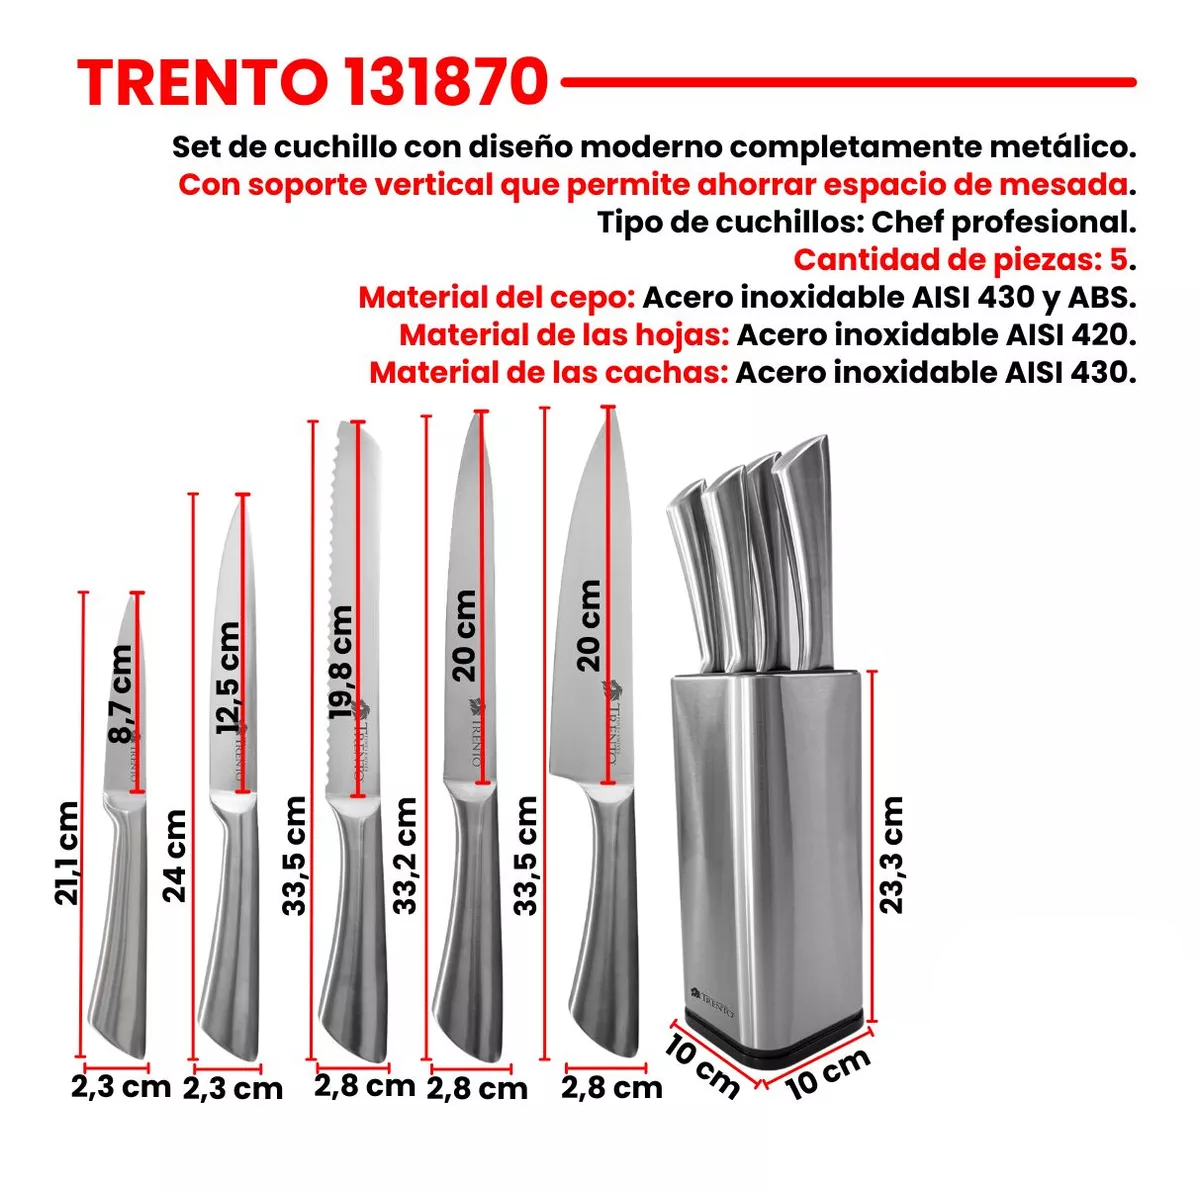 TRENTO 131870
Set de cuchillo con diseño moderno completamente metálico.
Con soporte vertical que permite ahorrar espacio de mesada.
Tipo de cuchillos: Chef profesional.
Cantidad de piezas: 5.
Material del cepo: Acero inoxidable AISI 430 y ABS.
Material de las hojas: Acero inoxidable AISI 420.
Material de las cachas: Acero inoxidable AISI 430.
8,7 cm
12,5 cm
19,8 cm
20 cm
20 cm
TRENTO
TRENTO
TRENTO
TRENTO
TRENTO
21,1 cm
24 cm
33,5 cm
33,2 cm
33,5 cm
23,3 cm
TRENTO
2,3 cm
2,3 cm
2,8 cm
2,8 cm
2,8 cm
10 cm
10 cm